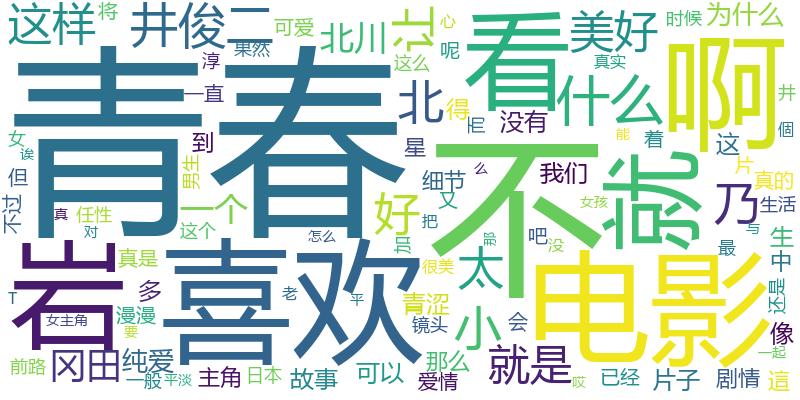 这样
将
井俊二
果然
可爱
北川
让
心
呢
看
美好
时候
为什么
真实
啊
青春
淳
一直
这么
北
得
什么
井
個
女
诶
到
男生
星
尼
没有
不
着
就
这
能
片
真的
但
不过
任性
一个
好
细节
又
么
我们
女孩
乃
生活
真
对
这个
怎么
加
把
吧
那
没
写
最
生
岩
真是
喜欢
很美
太
电影
中
还是
T
女主角
多
漫漫
要
老
平
青涩
镜头
小
会
像
一起
前路
冈田
纯爱
一般
平淡
主角
日本
故事
可以
那么
爱情
就是
哎
已经
片子
剧情
這